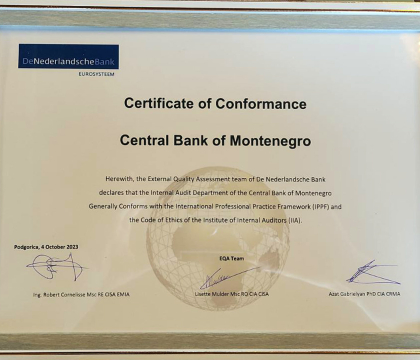 DeNederlandscheBank
EUROSYSTEEM
Certificate of Conformance
Central Bank of Montenegro
Herewith, the External Quality Assessment team of De Nederlandsche Bank
declares that the Internal Audit Department of the Central Bank of Montenegro
Generally Conforms with the International Professional Practice Framework (IPPF) and
the Code of Ethics of the Institute of Internal Auditors (IIA).
Podgorica, 4 October 2023
EQA Team
Ing. Robert Cornelisse Msc RE CISA EMIA
Lisette Mulder Msc RO CIA CISA
Azat Gabrielyan PhD CIA CRMA